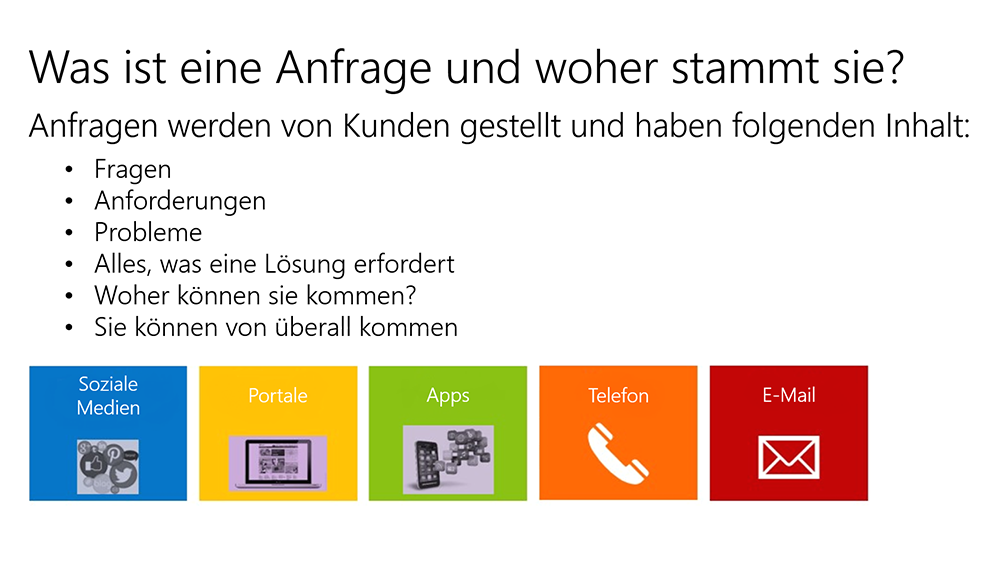 Was ist eine Anfrage und woher stammt sie?
Anfragen werden von Kunden gestellt und haben folgenden Inhalt:
• Fragen
• Anforderungen
• Probleme
• Alles, was eine Lösung erfordert
• Woher können sie kommen?
• Sie können von überall kommen
Soziale
Medien
Portale
Apps
Telefon
E-Mail